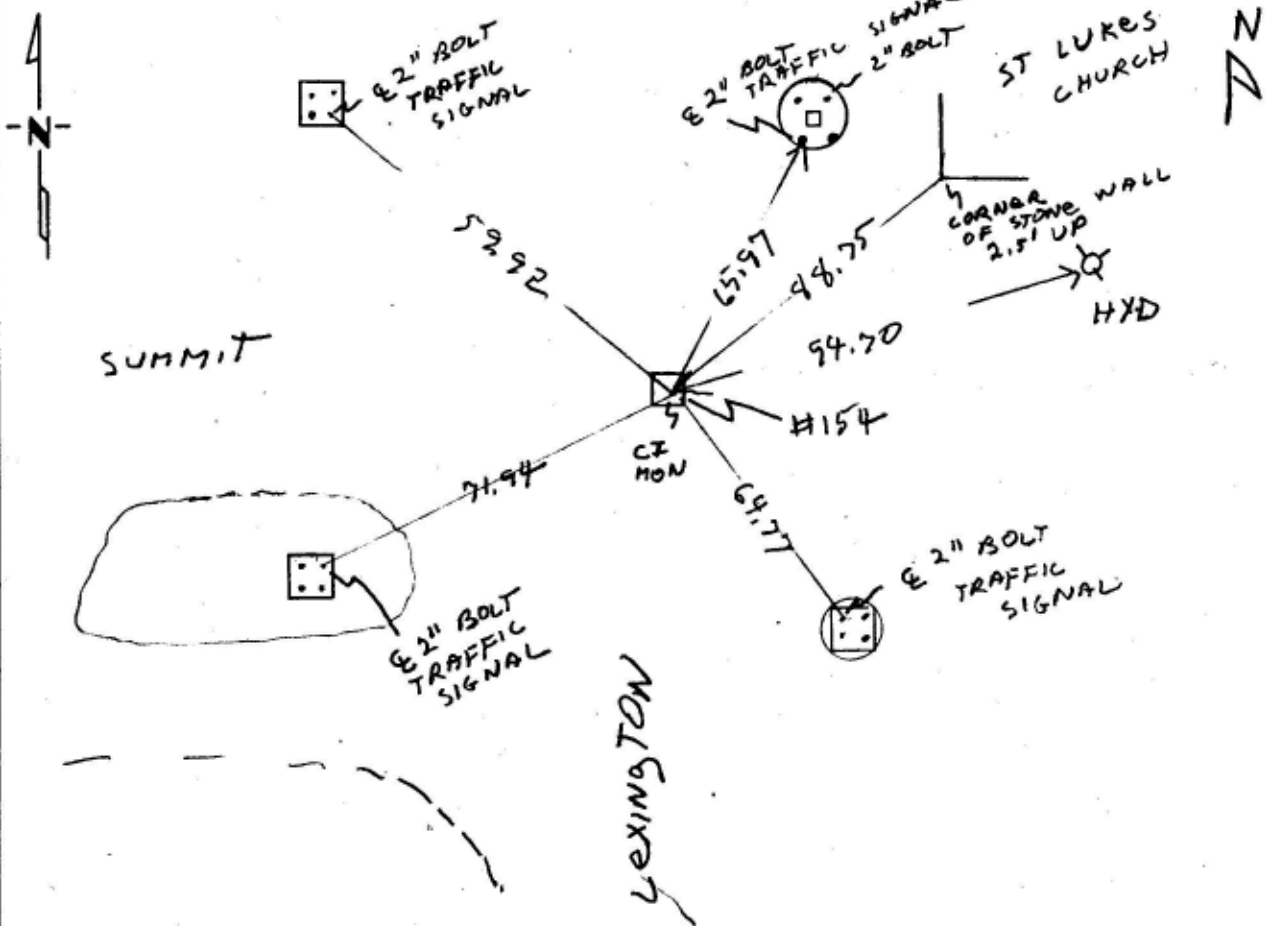 N
℄ 2" BOLT
TRAFFIC
SIGNAL
℄ 2" BOLT
TRAFFIC SIGNAL
2" BOLT
ST LUKES
CHURCH
N
CORNER
OF STONE WALL
2.5' UP
HYD
59.92
65.97
88.75
94.70
SUMMIT
#154
CI
MON
71.94
64.77
℄ 2" BOLT
TRAFFIC
SIGNAL
℄ 2" BOLT
TRAFFIC
SIGNAL
LEXINGTON